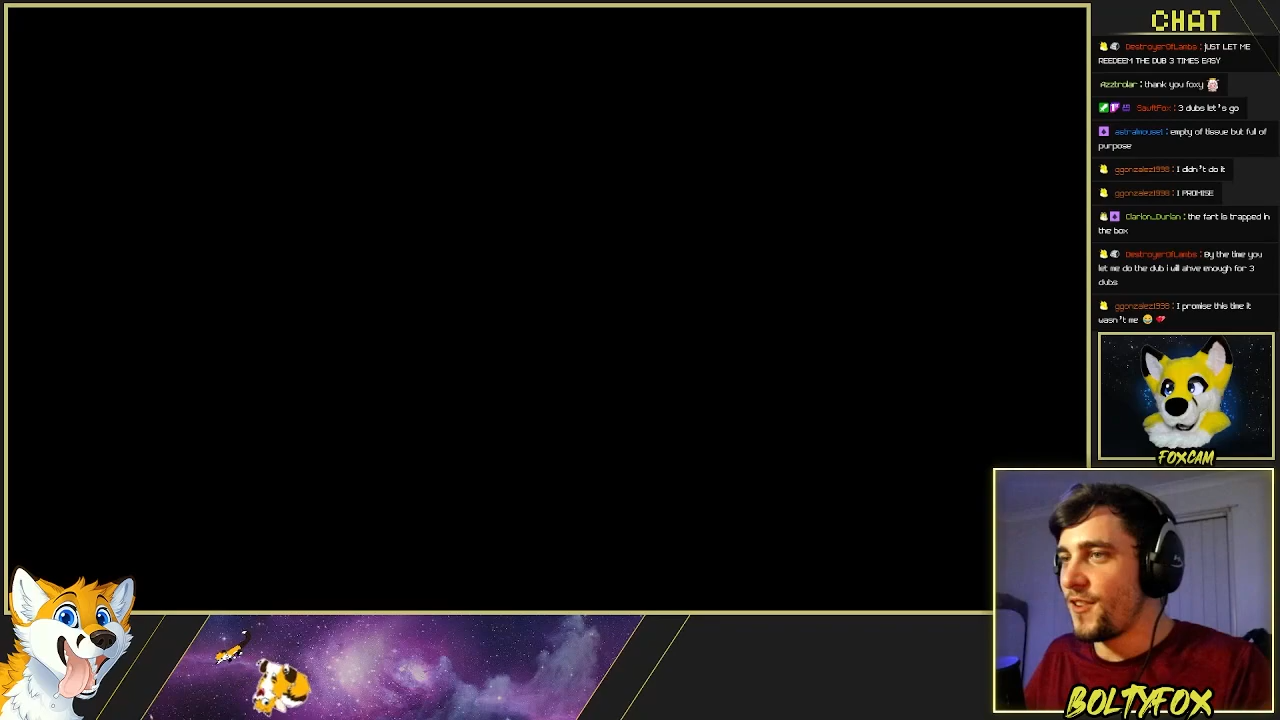 CHAT
DestroyerOfLambs : jUST LET ME
REEDEEM THE DUB 3 TIMES EASY
Azztrolar : thank you foxy
SauftFox : 3 dubs let's go
astralmouset : empty of tissue but full of
purpose
ggonzalez1998 : I didn't do it
ggonzalez1998 : I PROMISE
Clarion_Durian : the fart is trapped in
the box
DestroyerOfLambs : By the time you
let me do the dub i will ahve enough for 3
dubs
ggonzalez1998 : I promise this time it
wasn't me 😂 💔
FOXCAM
BOLTYFOX